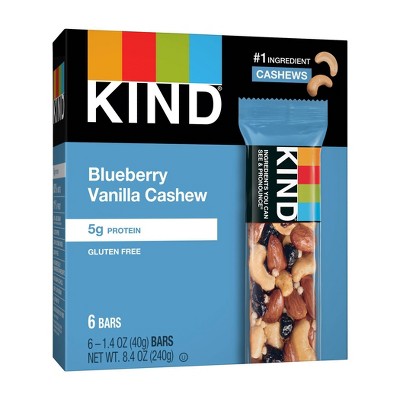 #1 INGREDIENT
CASHEWS
KIND®
Blueberry
Vanilla Cashew
5g PROTEIN
GLUTEN FREE
6 BARS
6 – 1.4 OZ (40g) BARS
NET WT. 8.4 OZ (240g) U
KIND
INGREDIENTS YOU CAN
SEE & PRONOUNCE®